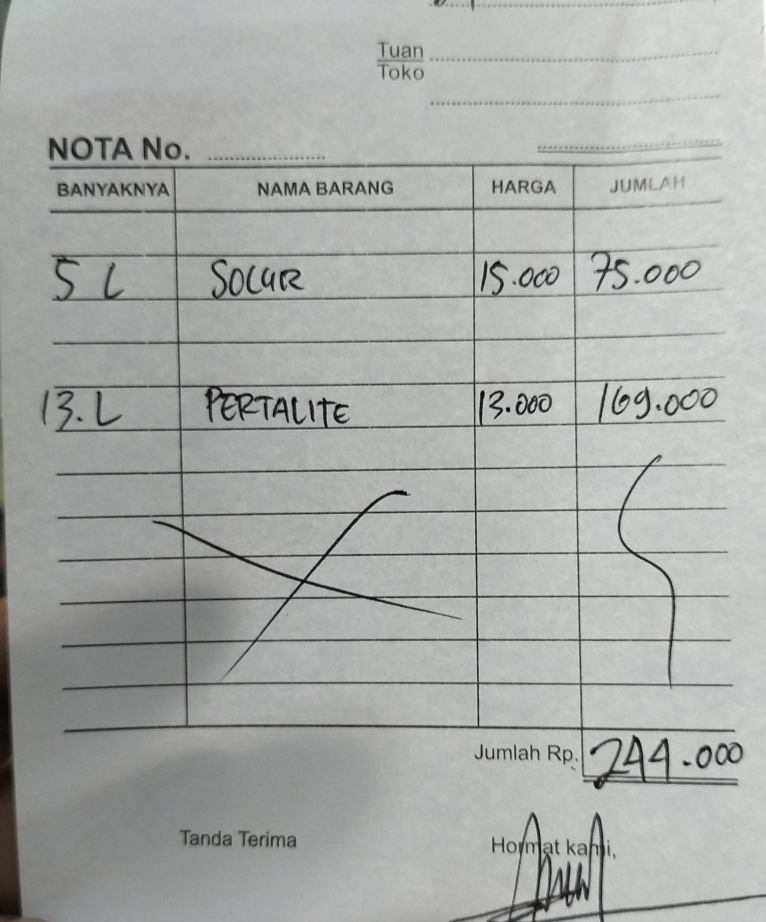 Tuan
Toko
NOTA No.
BANYAKNYA NAMA BARANG HARGA JUMLAH
5 L SOLAR 15.000 75.000
13.L PERTALITE 13.000 169.000
Jumlah Rp. 244.000
Tanda Terima Hormat kami,